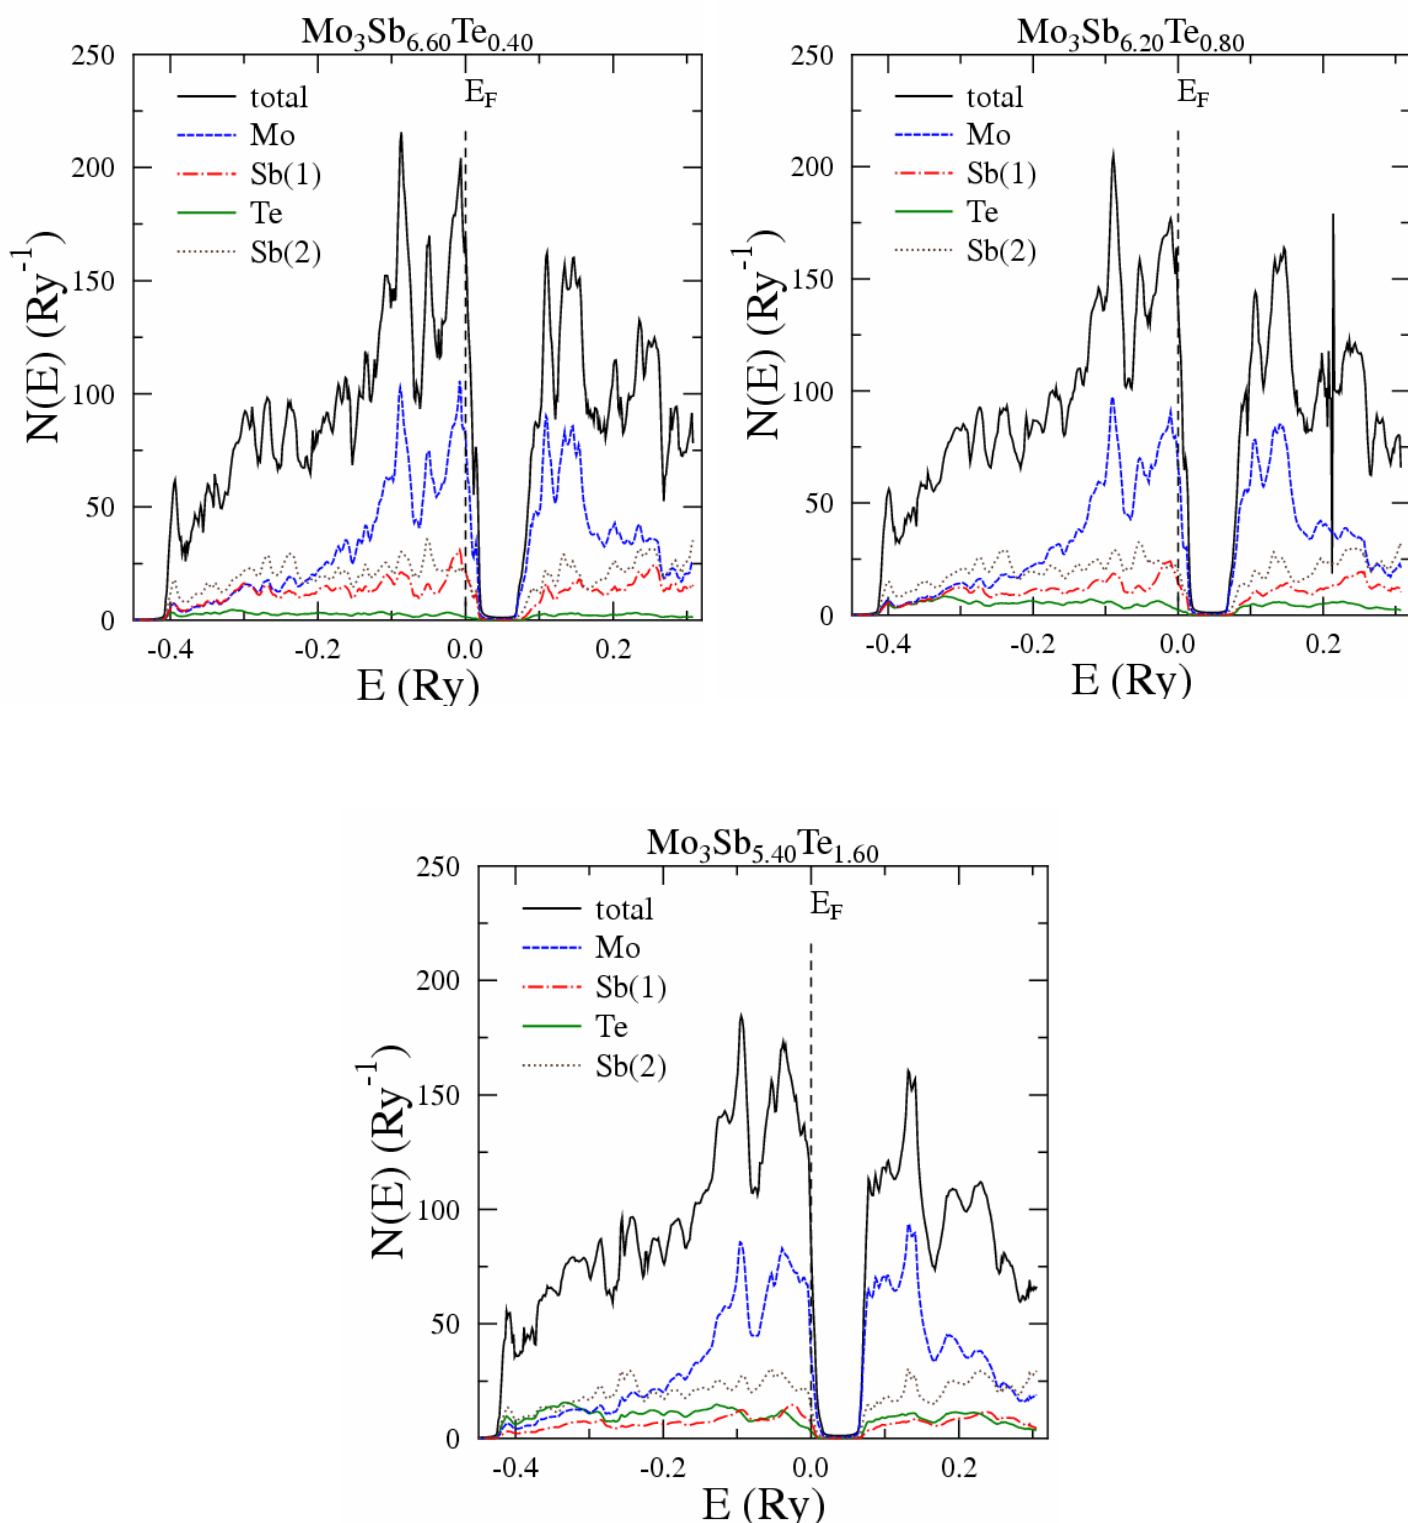 Mo3Sb6.60Te0.40
250
200
150
100
50
0
N(E) (Ry-1)
total
Mo
Sb(1)
Te
Sb(2)
EF
-0.4 -0.2 0.0 0.2
E (Ry)
Mo3Sb6.20Te0.80
250
200
150
100
50
0
N(E) (Ry-1)
total
Mo
Sb(1)
Te
Sb(2)
EF
-0.4 -0.2 0.0 0.2
E (Ry)
Mo3Sb5.40Te1.60
250
200
150
100
50
0
N(E) (Ry-1)
total
Mo
Sb(1)
Te
Sb(2)
EF
-0.4 -0.2 0.0 0.2
E (Ry)